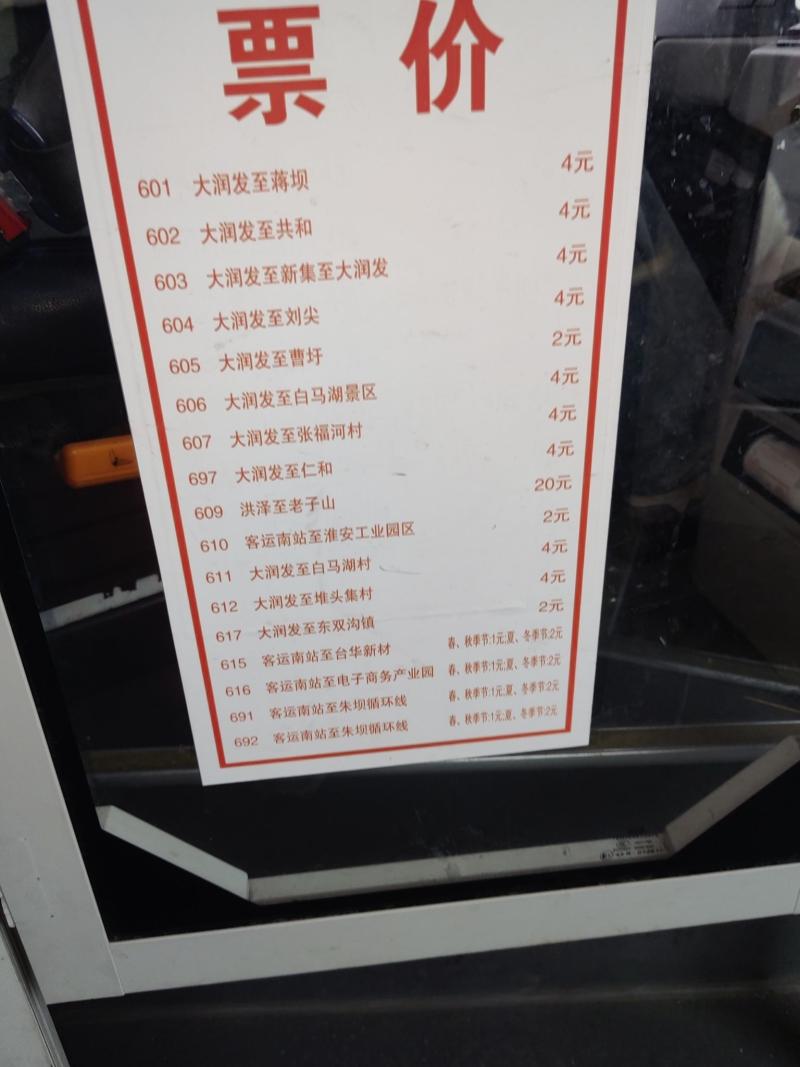 票价
601 大润发至蒋坝 4元
602 大润发至共和 4元
603 大润发至新集至大润发 4元
604 大润发至刘尖 4元
605 大润发至曹圩 2元
606 大润发至白马湖景区 4元
607 大润发至张福河村 4元
697 大润发至仁和 4元
609 洪泽至老子山 20元
610 客运南站至淮安工业园区 2元
611 大润发至白马湖村 4元
612 大润发至堆头集村 4元
617 大润发至东双沟镇 2元
615 客运南站至台华新材 春、秋季节:1元;夏、冬季节:2元
616 客运南站至电子商务产业园 春、秋季节:1元;夏、冬季节:2元
691 客运南站至朱坝循环线 春、秋季节:1元;夏、冬季节:2元
692 客运南站至朱坝循环线 春、秋季节:1元;夏、冬季节:2元